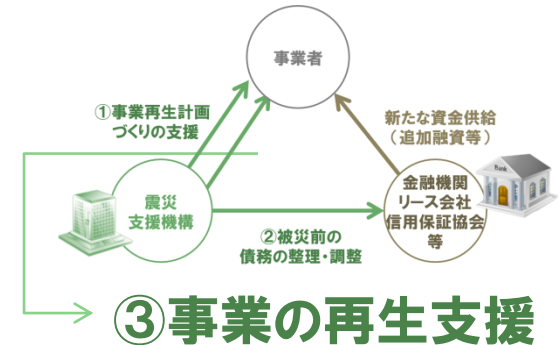 事業者
①事業再生計画
づくりの支援
新たな資金供給
（追加融資等）
震災
支援機構
金融機関
リース会社
信用保証協会
等
Bank
②被災前の
債務の整理・調整
③事業の再生支援